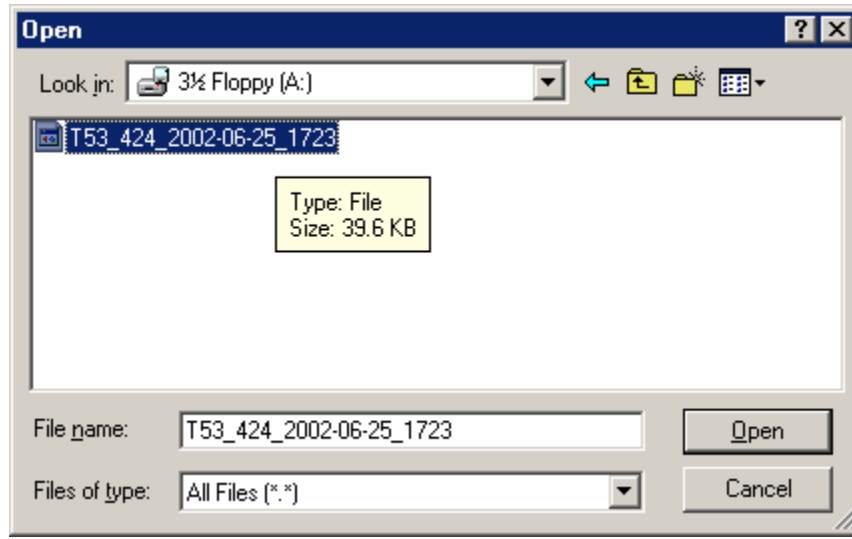 Open
Look in: 3½ Floppy (A:)
T53_424_2002-06-25_1723
Type: File
Size: 39.6 KB
File name: T53_424_2002-06-25_1723 Open
Files of type: All Files (*.*) Cancel